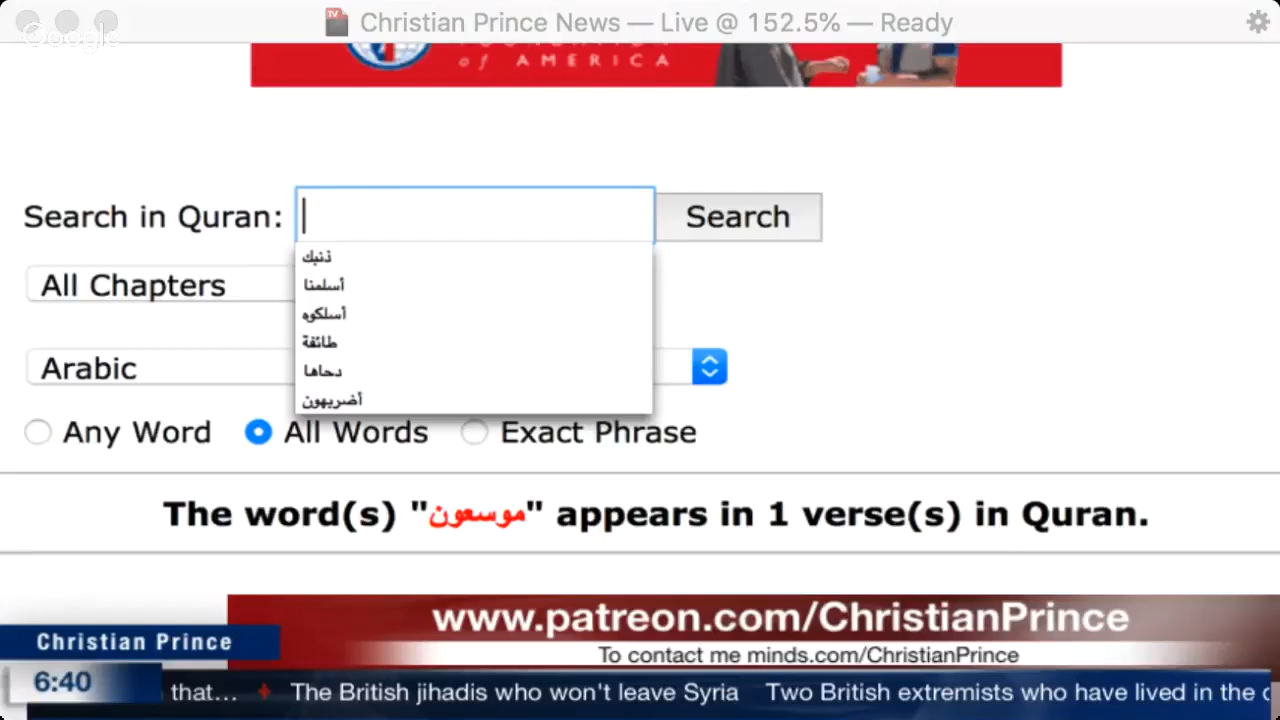 Christian Prince News — Live @ 152.5% — Ready
Google
of AMERICA
Search in Quran:
Search
ذنبك
أسلمنا
أسلكوه
طائفة
دحاها
أضربهون
All Chapters
Arabic
Any Word All Words Exact Phrase
The word(s) "موسعون" appears in 1 verse(s) in Quran.
www.patreon.com/ChristianPrince
To contact me minds.com/ChristianPrince
Christian Prince
6:40
that... The British jihadis who won't leave Syria Two British extremists who have lived in the